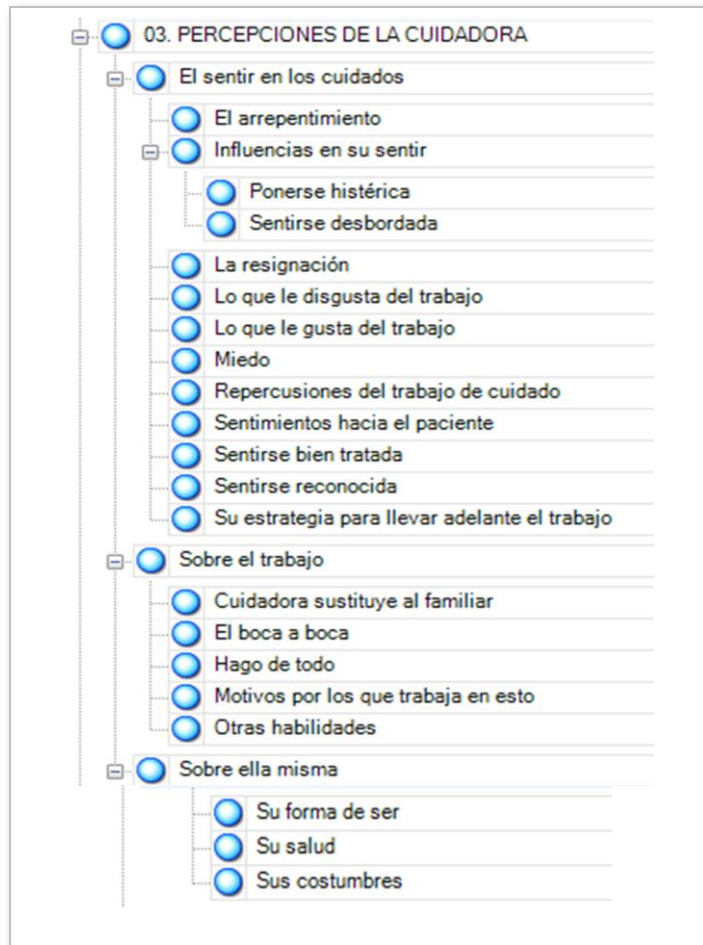 03. PERCEPCIONES DE LA CUIDADORA
El sentir en los cuidados
El arrepentimiento
Influencias en su sentir
Ponerse histérica
Sentirse desbordada
La resignación
Lo que le disgusta del trabajo
Lo que le gusta del trabajo
Miedo
Repercusiones del trabajo de cuidado
Sentimientos hacia el paciente
Sentirse bien tratada
Sentirse reconocida
Su estrategia para llevar adelante el trabajo
Sobre el trabajo
Cuidadora sustituye al familiar
El boca a boca
Hago de todo
Motivos por los que trabaja en esto
Otras habilidades
Sobre ella misma
Su forma de ser
Su salud
Sus costumbres